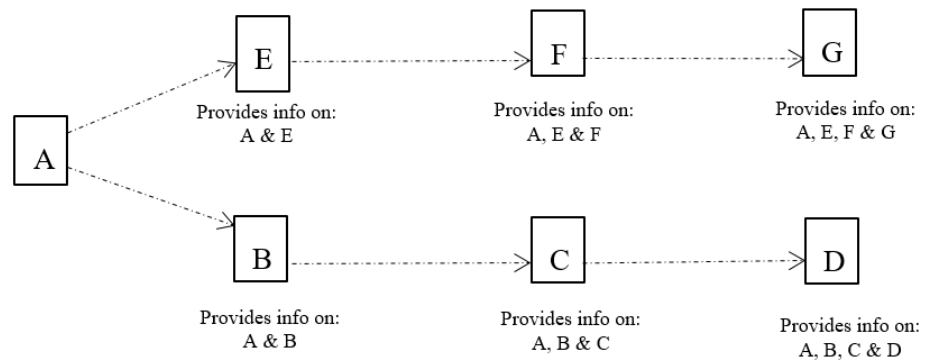 E
F
G
Provides info on:
A & E
Provides info on:
A, E & F
Provides info on:
A, E, F & G
A
B
C
D
Provides info on:
A & B
Provides info on:
A, B & C
Provides info on:
A, B, C & D